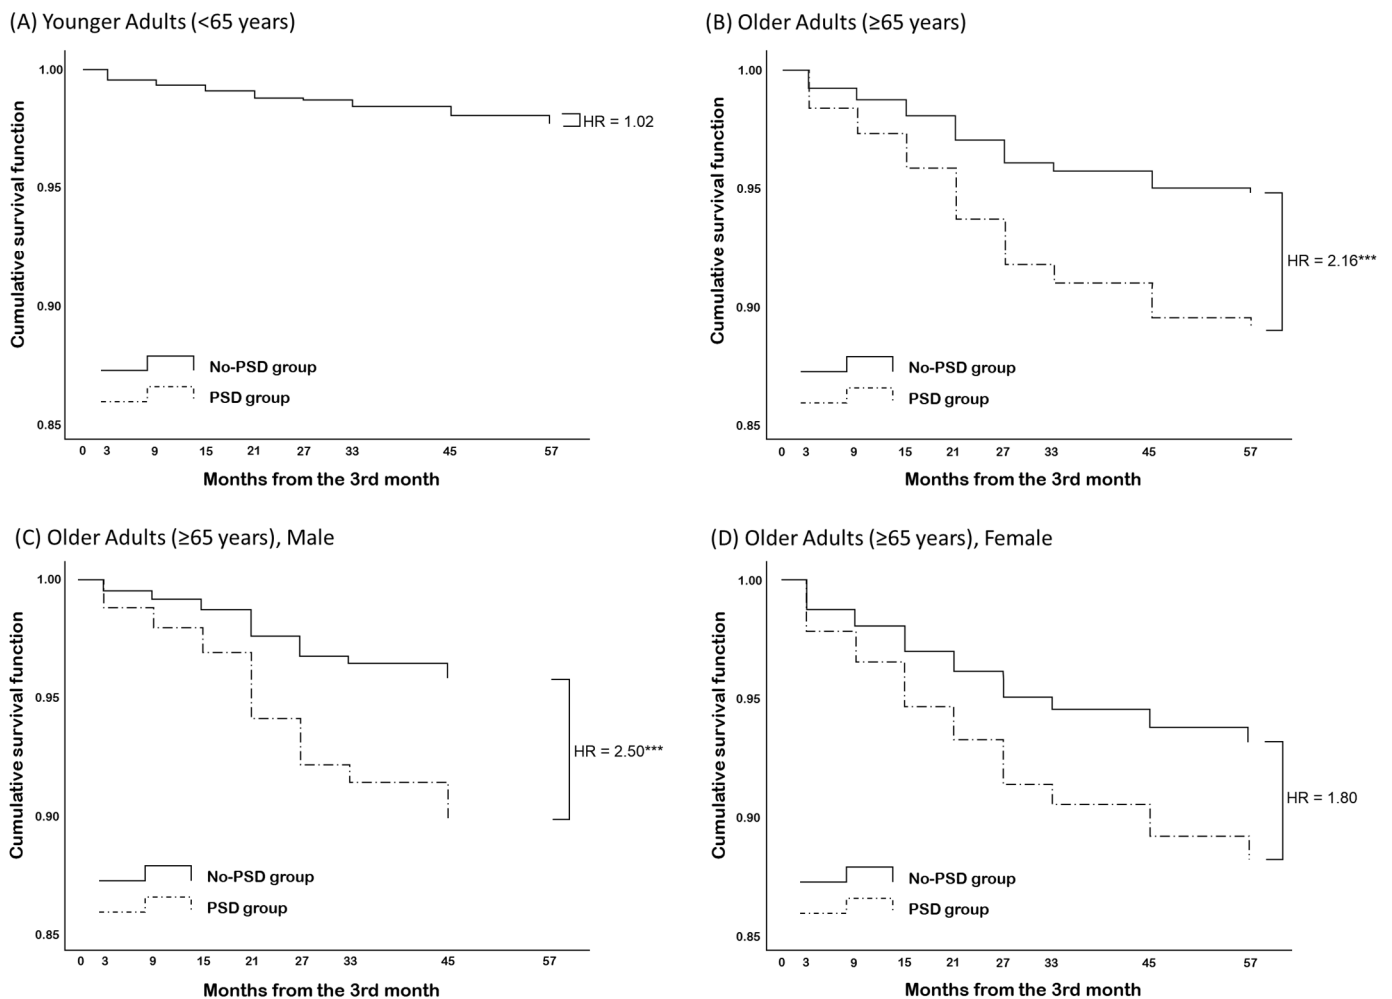 (A) Younger Adults (<65 years)
Cumulative survival function
1.00
0.95
0.90
0.85
HR = 1.02
No-PSD group
PSD group
0 3 9 15 21 27 33 45 57
Months from the 3rd month
(B) Older Adults (≥65 years)
Cumulative survival function
1.00
0.95
0.90
0.85
HR = 2.16***
No-PSD group
PSD group
0 3 9 15 21 27 33 45 57
Months from the 3rd month
(C) Older Adults (≥65 years), Male
Cumulative survival function
1.00
0.95
0.90
0.85
HR = 2.50***
No-PSD group
PSD group
0 3 9 15 21 27 33 45 57
Months from the 3rd month
(D) Older Adults (≥65 years), Female
Cumulative survival function
1.00
0.95
0.90
0.85
HR = 1.80
No-PSD group
PSD group
0 3 9 15 21 27 33 45 57
Months from the 3rd month